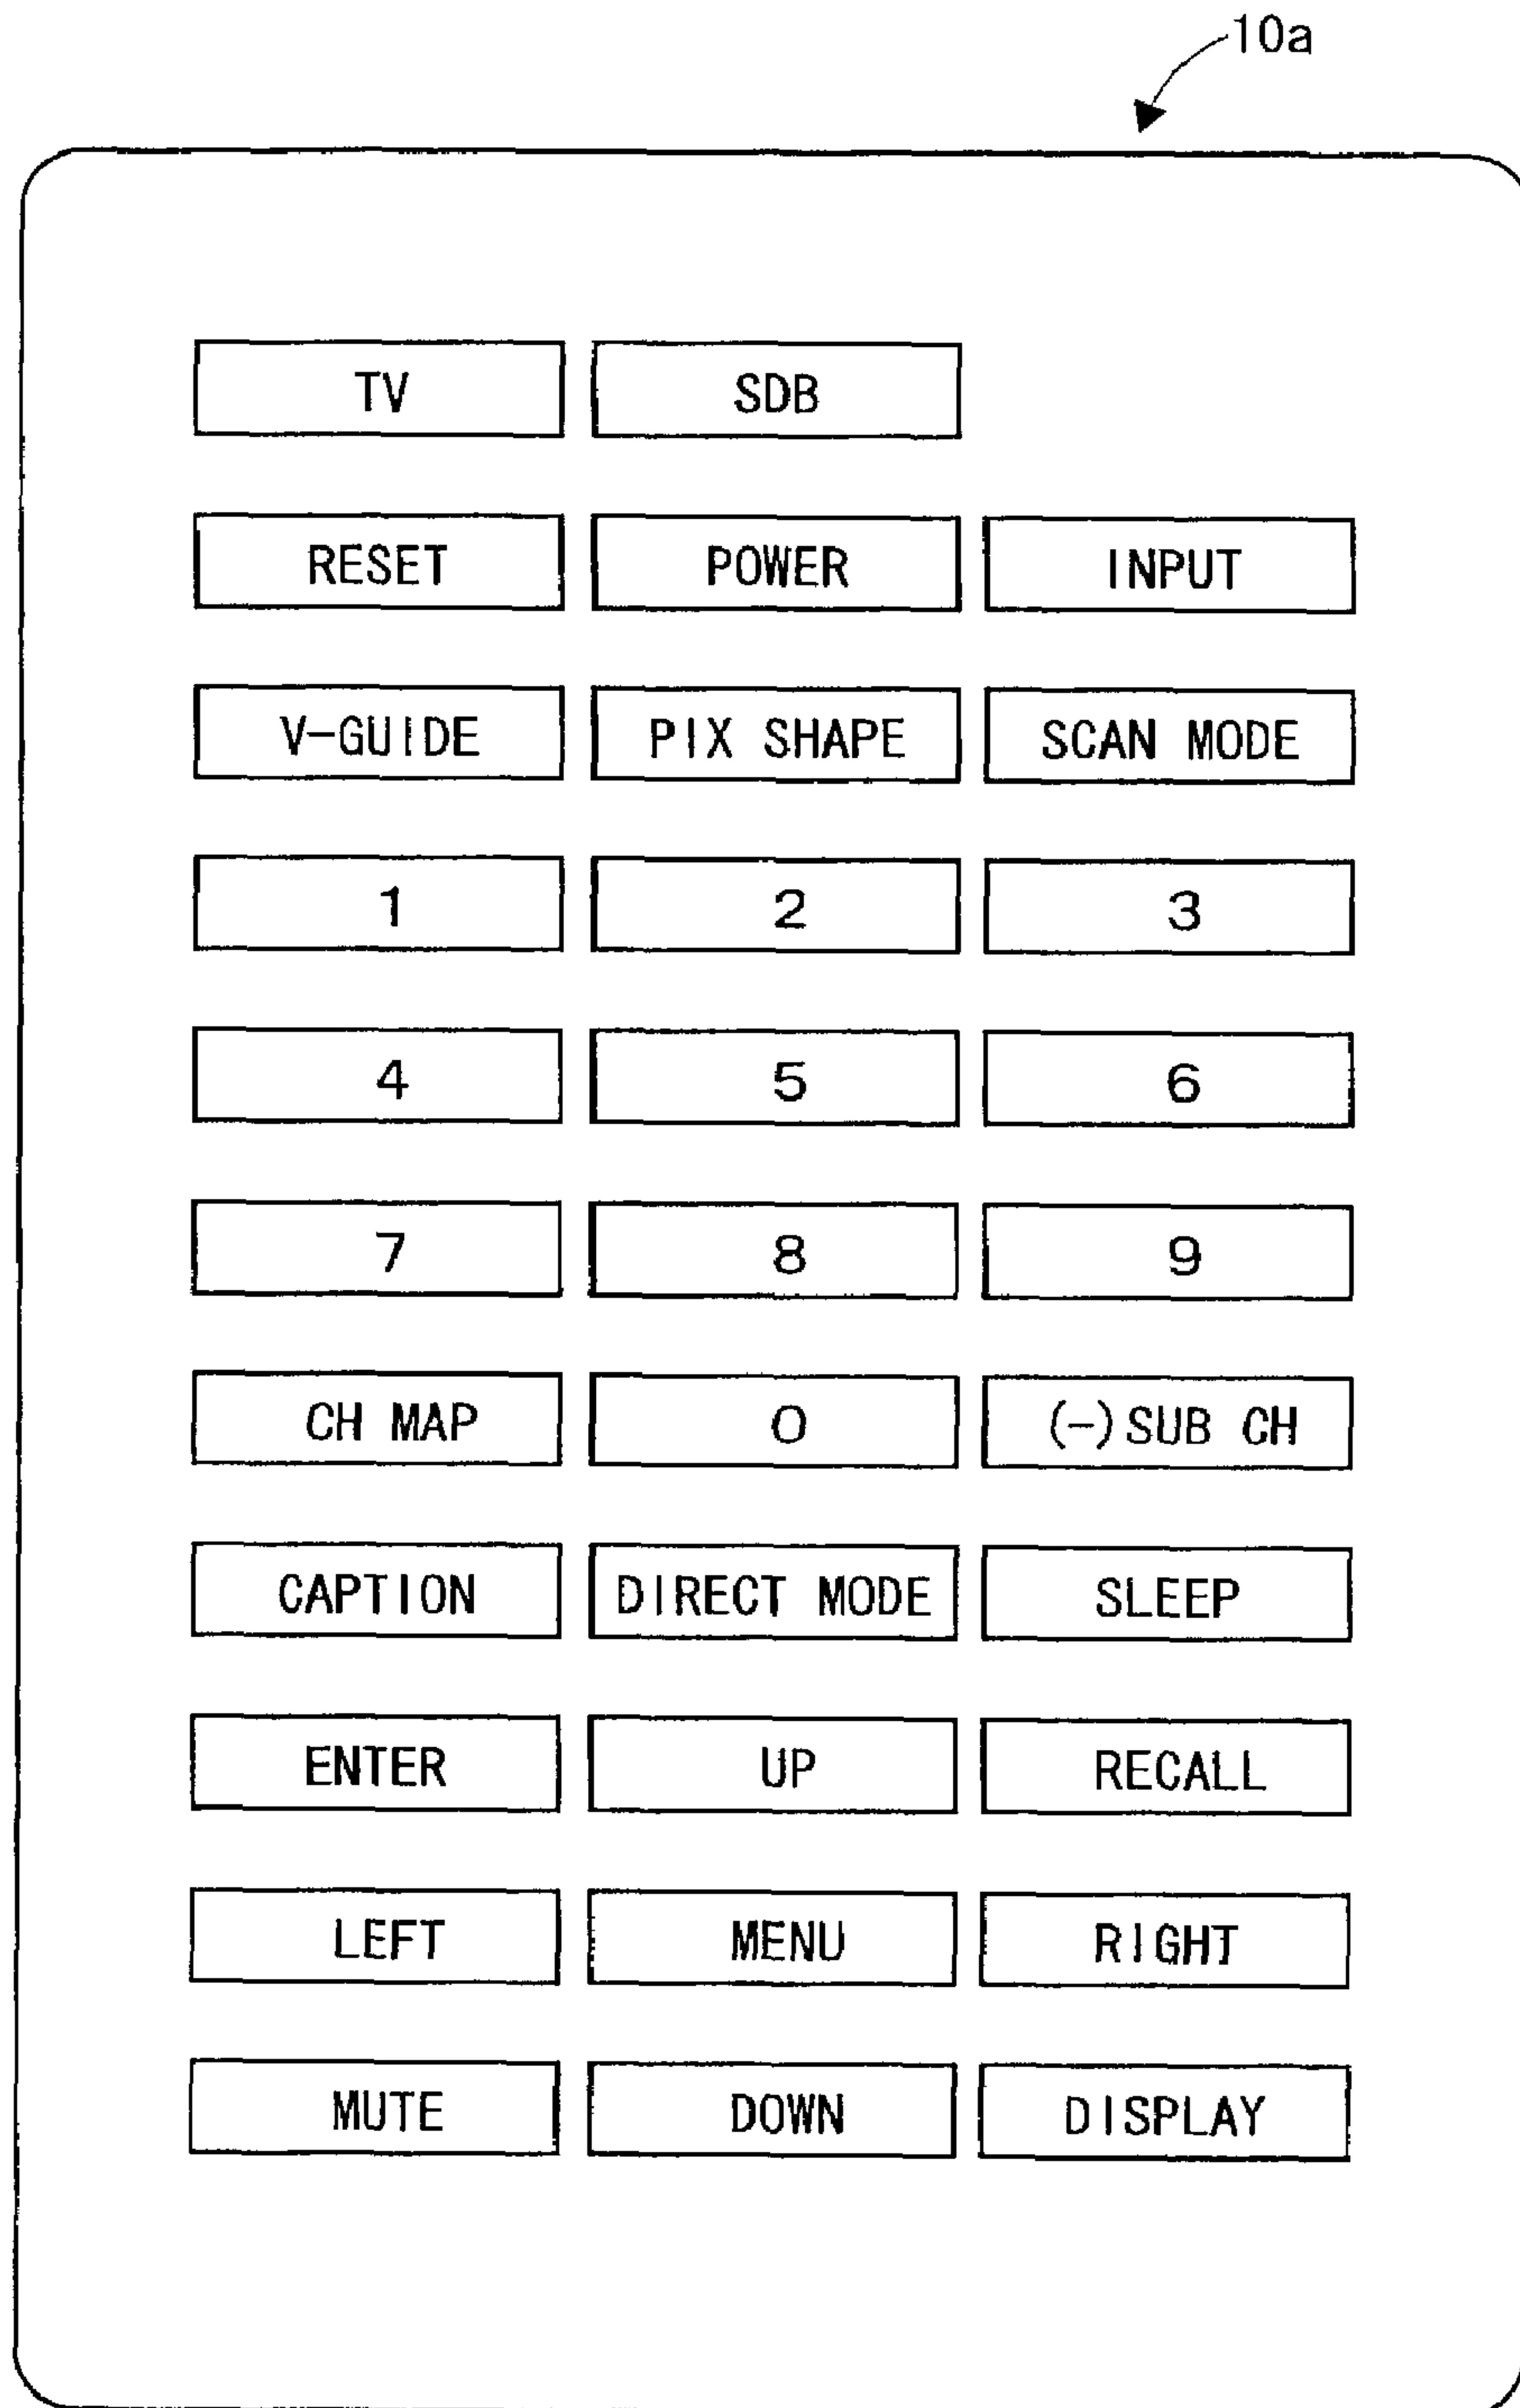 10a
TV SDB
RESET POWER INPUT
V-GUIDE PIX SHAPE SCAN MODE
1 2 3
4 5 6
7 8 9
CH MAP 0 (-)SUB CH
CAPTION DIRECT MODE SLEEP
ENTER UP RECALL
LEFT MENU RIGHT
MUTE DOWN DISPLAY